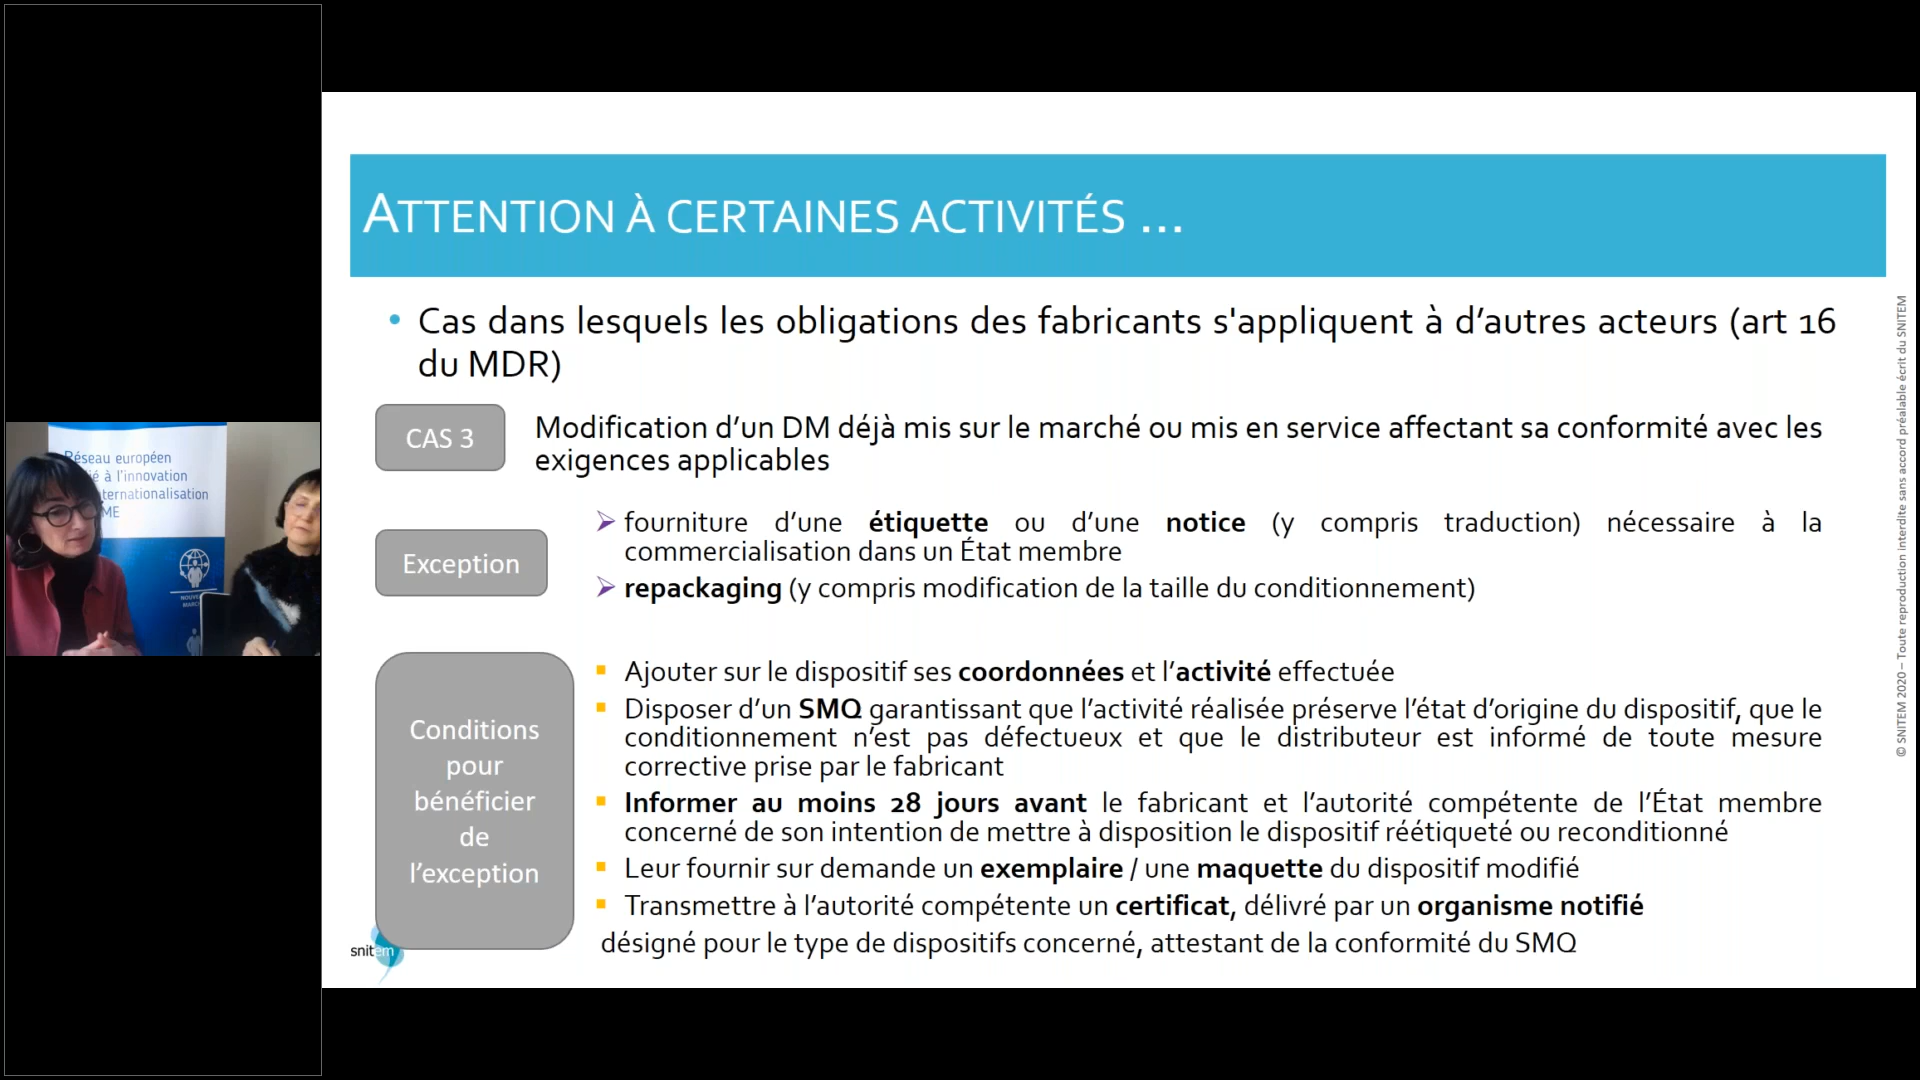 Réseau européen
à l'innovation
ternationalisation
ME
ATTENTION À CERTAINES ACTIVITÉS ...
• Cas dans lesquels les obligations des fabricants s'appliquent à d'autres acteurs (art 16
du MDR)
CAS 3
Modification d'un DM déjà mis sur le marché ou mis en service affectant sa conformité avec les
exigences applicables
Exception
fourniture d'une étiquette ou d'une notice (y compris traduction) nécessaire à la
commercialisation dans un État membre
repackaging (y compris modification de la taille du conditionnement)
Conditions
pour
bénéficier
de
l'exception
Ajouter sur le dispositif ses coordonnées et l'activité effectuée
Disposer d'un SMQ garantissant que l'activité réalisée préserve l'état d'origine du dispositif, que le
conditionnement n'est pas défectueux et que le distributeur est informé de toute mesure
corrective prise par le fabricant
Informer au moins 28 jours avant le fabricant et l'autorité compétente de l'État membre
concerné de son intention de mettre à disposition le dispositif réétiqueté ou reconditionné
Leur fournir sur demande un exemplaire / une maquette du dispositif modifié
Transmettre à l'autorité compétente un certificat, délivré par un organisme notifié
désigné pour le type de dispositifs concerné, attestant de la conformité du SMQ
snitem
© SNITEM 2020 – Toute reproduction interdite sans accord préalable écrit du SNITEM